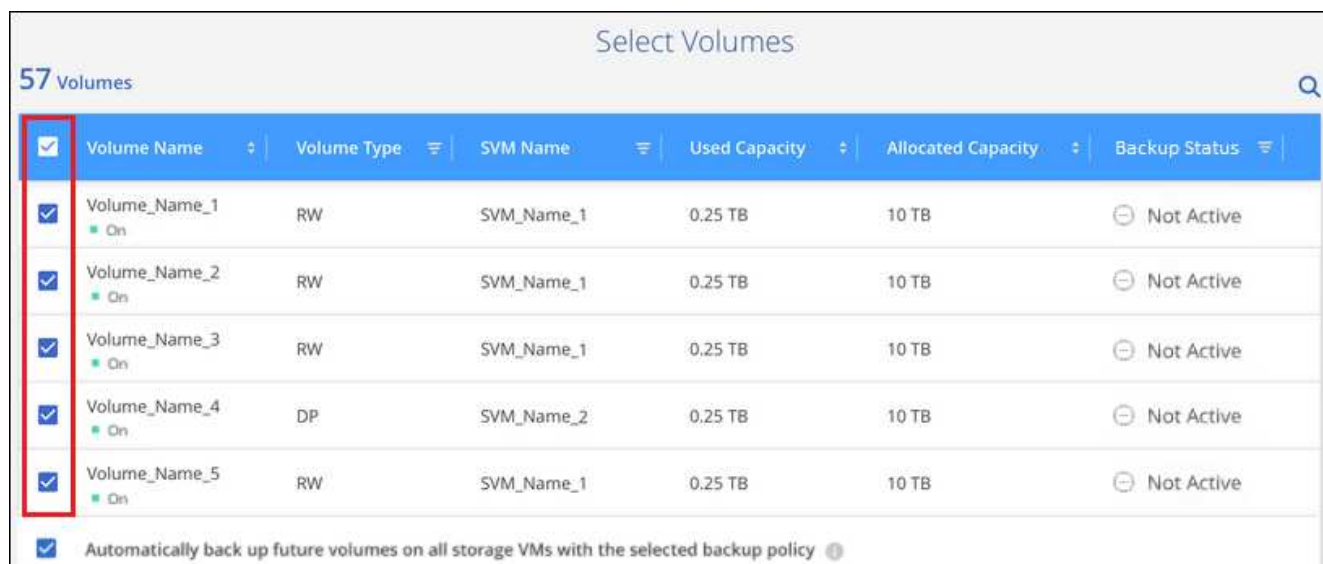 Select Volumes
57 Volumes
Volume Name Volume Type SVM Name Used Capacity Allocated Capacity Backup Status
Volume_Name_1 RW SVM_Name_1 0.25 TB 10 TB Not Active
On
Volume_Name_2 RW SVM_Name_1 0.25 TB 10 TB Not Active
On
Volume_Name_3 RW SVM_Name_1 0.25 TB 10 TB Not Active
On
Volume_Name_4 DP SVM_Name_2 0.25 TB 10 TB Not Active
On
Volume_Name_5 RW SVM_Name_1 0.25 TB 10 TB Not Active
On
Automatically back up future volumes on all storage VMs with the selected backup policy